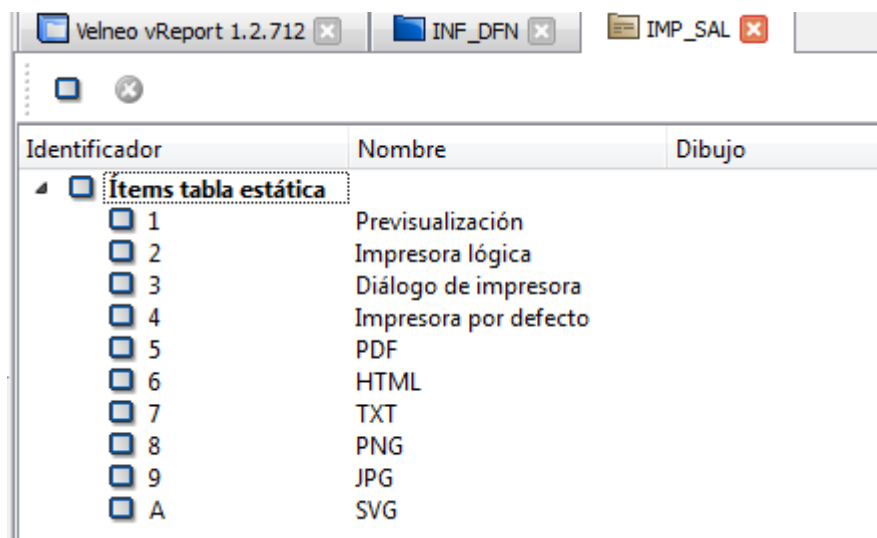 Velneo vReport 1.2.712 INF_DFN IMP_SAL
Identificador Nombre Dibujo
Ítems tabla estática
1 Previsualización
2 Impresora lógica
3 Diálogo de impresora
4 Impresora por defecto
5 PDF
6 HTML
7 TXT
8 PNG
9 JPG
A SVG